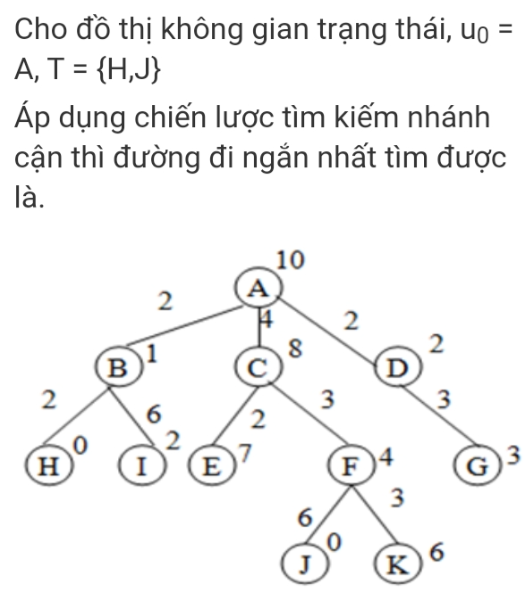 Cho đồ thị không gian trạng thái, u0 =
A, T = {H,J}
Áp dụng chiến lược tìm kiếm nhánh
cận thì đường đi ngắn nhất tìm được
là.
10
A
2
4
2
B 1
C 8
D 2
2
6
2
3
3
H 0
I 2
E 7
F 4
G 3
6
3
J 0
K 6